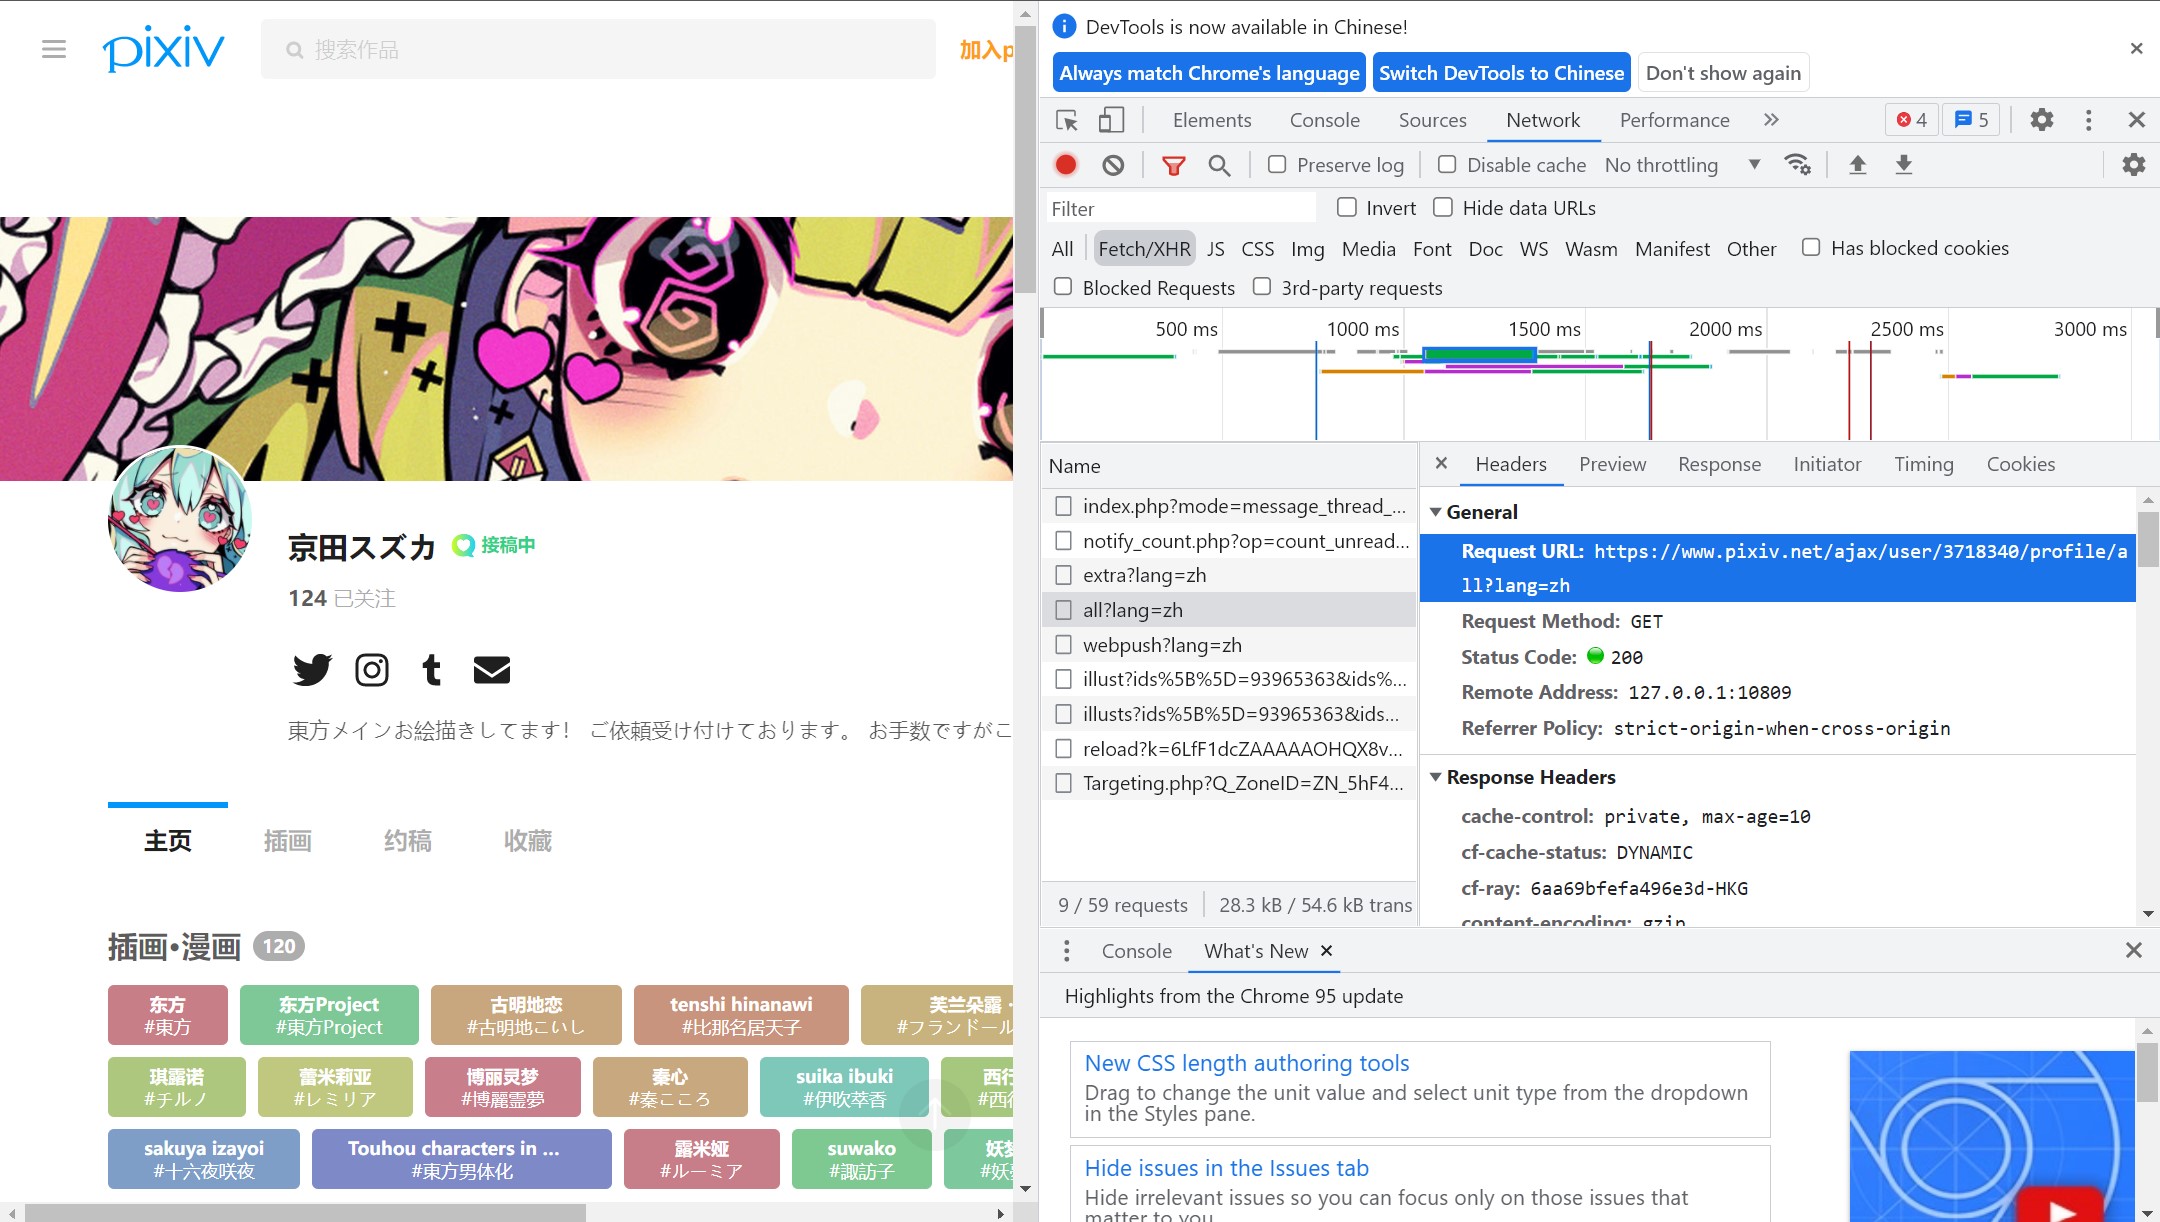 pixiv
搜索作品
加入p
京田スズカ
接稿中
124 已关注
東方メインお絵描きしてます！ ご依頼受け付けております。 お手数ですがこ
主页
插画
约稿
收藏
插画•漫画 120
东方
#東方
东方Project
#東方Project
古明地恋
#古明地こいし
tenshi hinanawi
#比那名居天子
芙兰朵露·
#フランドール
琪露诺
#チルノ
蕾米莉亚
#レミリア
博丽灵梦
#博麗霊夢
秦心
#秦こころ
suika ibuki
#伊吹萃香
西行
#西行
sakuya izayoi
#十六夜咲夜
Touhou characters in ...
#東方男体化
露米娅
#ルーミア
suwako
#諏訪子
妖梦
#妖夢
DevTools is now available in Chinese!
Always match Chrome's language
Switch DevTools to Chinese
Don't show again
Elements
Console
Sources
Network
Performance
4
5
Preserve log
Disable cache
No throttling
Filter
Invert
Hide data URLs
All
Fetch/XHR
JS
CSS
Img
Media
Font
Doc
WS
Wasm
Manifest
Other
Has blocked cookies
Blocked Requests
3rd-party requests
500 ms
1000 ms
1500 ms
2000 ms
2500 ms
3000 ms
Name
index.php?mode=message_thread_...
notify_count.php?op=count_unread...
extra?lang=zh
all?lang=zh
webpush?lang=zh
illust?ids%5B%5D=93965363&ids%...
illusts?ids%5B%5D=93965363&ids...
reload?k=6LfF1dcZAAAAAOHQX8v...
Targeting.php?Q_ZoneID=ZN_5hF4...
9 / 59 requests
28.3 kB / 54.6 kB trans
Headers
Preview
Response
Initiator
Timing
Cookies
General
Request URL: https://www.pixiv.net/ajax/user/3718340/profile/a
ll?lang=zh
Request Method: GET
Status Code: 200
Remote Address: 127.0.0.1:10809
Referrer Policy: strict-origin-when-cross-origin
Response Headers
cache-control: private, max-age=10
cf-cache-status: DYNAMIC
cf-ray: 6aa69bfefa496e3d-HKG
content-encoding: gzip
Console
What's New
Highlights from the Chrome 95 update
New CSS length authoring tools
Drag to change the unit value and select unit type from the dropdown
in the Styles pane.
Hide issues in the Issues tab
Hide irrelevant issues so you can focus only on those issues that
matter to you